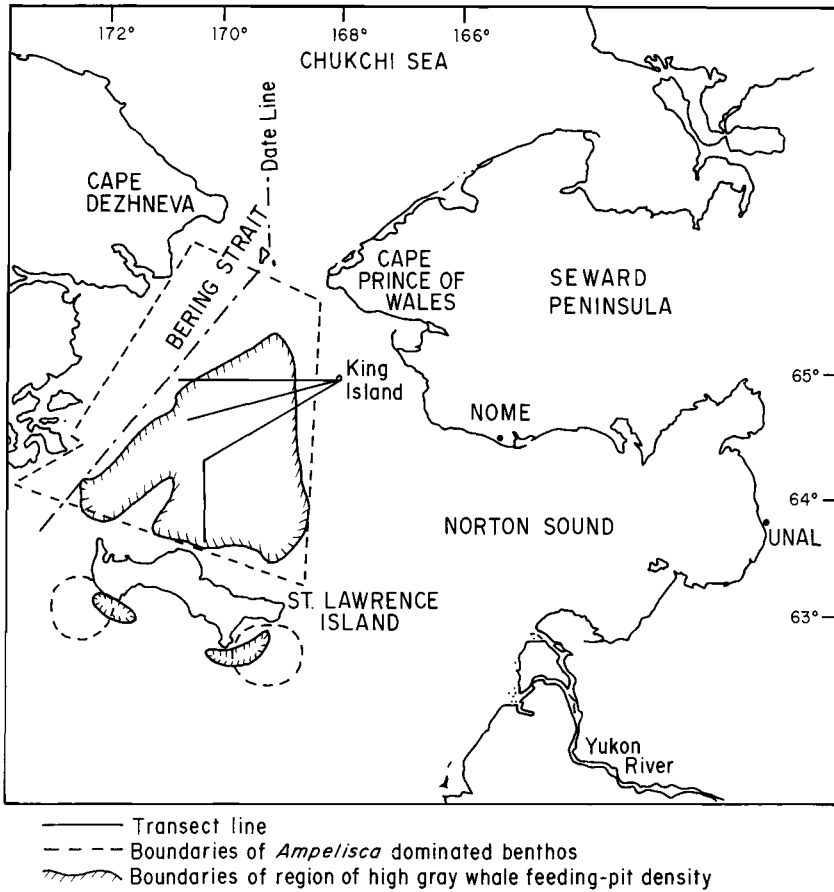 172° 170° 168° 166°
CHUKCHI SEA
Date Line
CAPE
DEZHNEVA
BERING STRAIT
CAPE
PRINCE OF
WALES
SEWARD
PENINSULA
King
Island
65°
NOME
64°
NORTON SOUND
UNAL
ST. LAWRENCE
ISLAND
63°
Yukon
River
Transect line
Boundaries of Ampelisca dominated benthos
Boundaries of region of high gray whale feeding-pit density